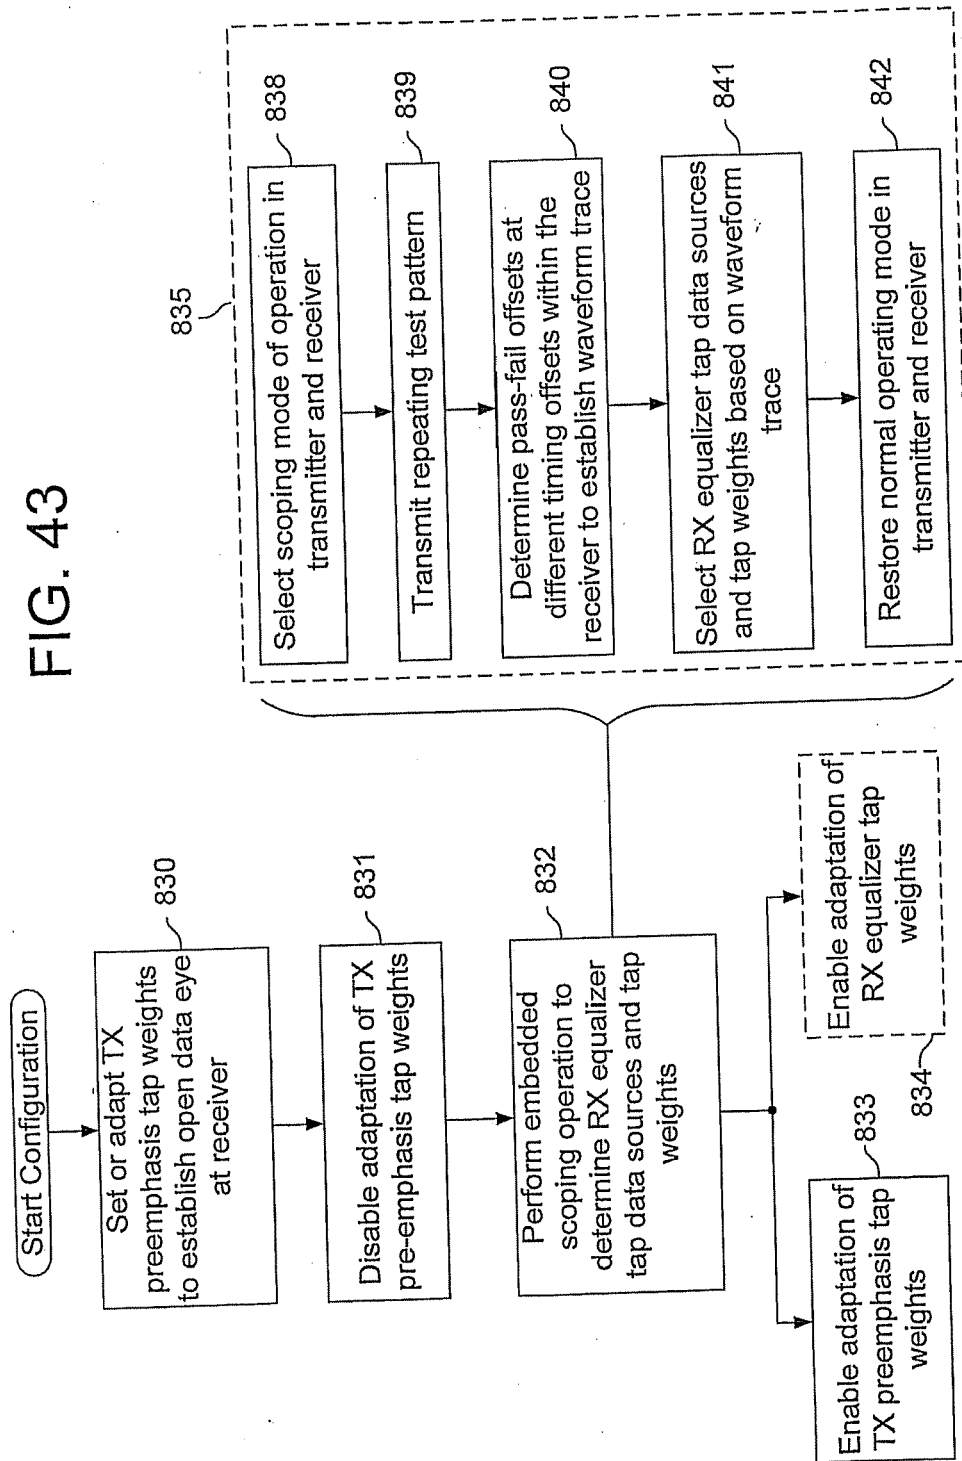 FIG. 43
Start Configuration
Set or adapt TX
preemphasis tap weights
to establish open data eye
at receiver
830
Disable adaptation of TX
pre-emphasis tap weights
831
Perform embedded
scoping operation to
determine RX equalizer
tap data sources and tap
weights
832
Enable adaptation of
TX preemphasis tap
weights
833
Enable adaptation of
RX equalizer tap
weights
834
835
Select scoping mode of operation in
transmitter and receiver
838
Transmit repeating test pattern
839
Determine pass-fail offsets at
different timing offsets within the
receiver to establish waveform trace
840
Select RX equalizer tap data sources
and tap weights based on waveform
trace
841
Restore normal operating mode in
transmitter and receiver
842